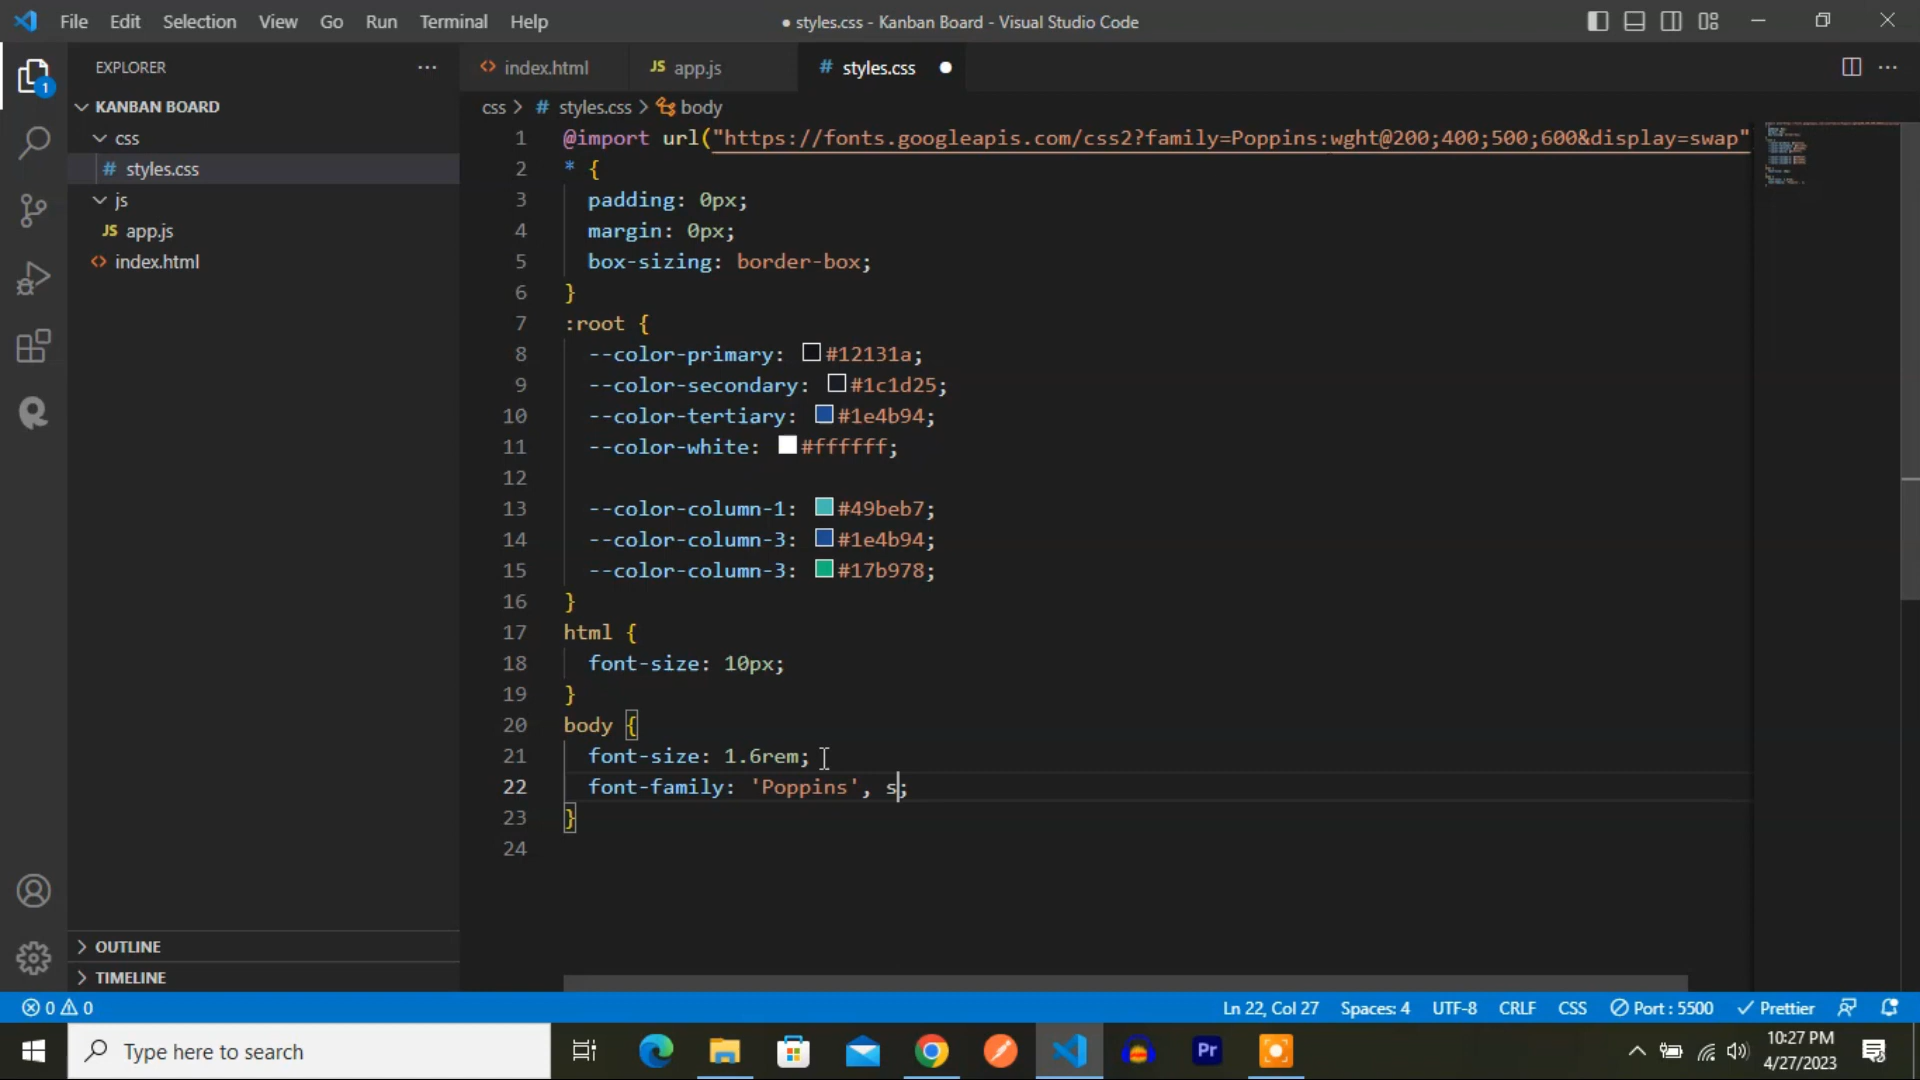 File Edit Selection View Go Run Terminal Help
● styles.css - Kanban Board - Visual Studio Code
EXPLORER
KANBAN BOARD
css
# styles.css
js
JS app.js
<> index.html
OUTLINE
TIMELINE
1
<> index.html
JS app.js
# styles.css
css > # styles.css > body
1 @import url("https://fonts.googleapis.com/css2?family=Poppins:wght@200;400;500;600&display=swap"
2 * {
3 padding: 0px;
4 margin: 0px;
5 box-sizing: border-box;
6 }
7 :root {
8 --color-primary: #12131a;
9 --color-secondary: #1c1d25;
10 --color-tertiary: #1e4b94;
11 --color-white: #ffffff;
12
13 --color-column-1: #49beb7;
14 --color-column-3: #1e4b94;
15 --color-column-3: #17b978;
16 }
17 html {
18 font-size: 10px;
19 }
20 body {
21 font-size: 1.6rem;
22 font-family: 'Poppins', s;
23 }
24
0 0
Ln 22, Col 27 Spaces: 4 UTF-8 CRLF CSS Port : 5500 Prettier
Type here to search
Pr
10:27 PM
4/27/2023